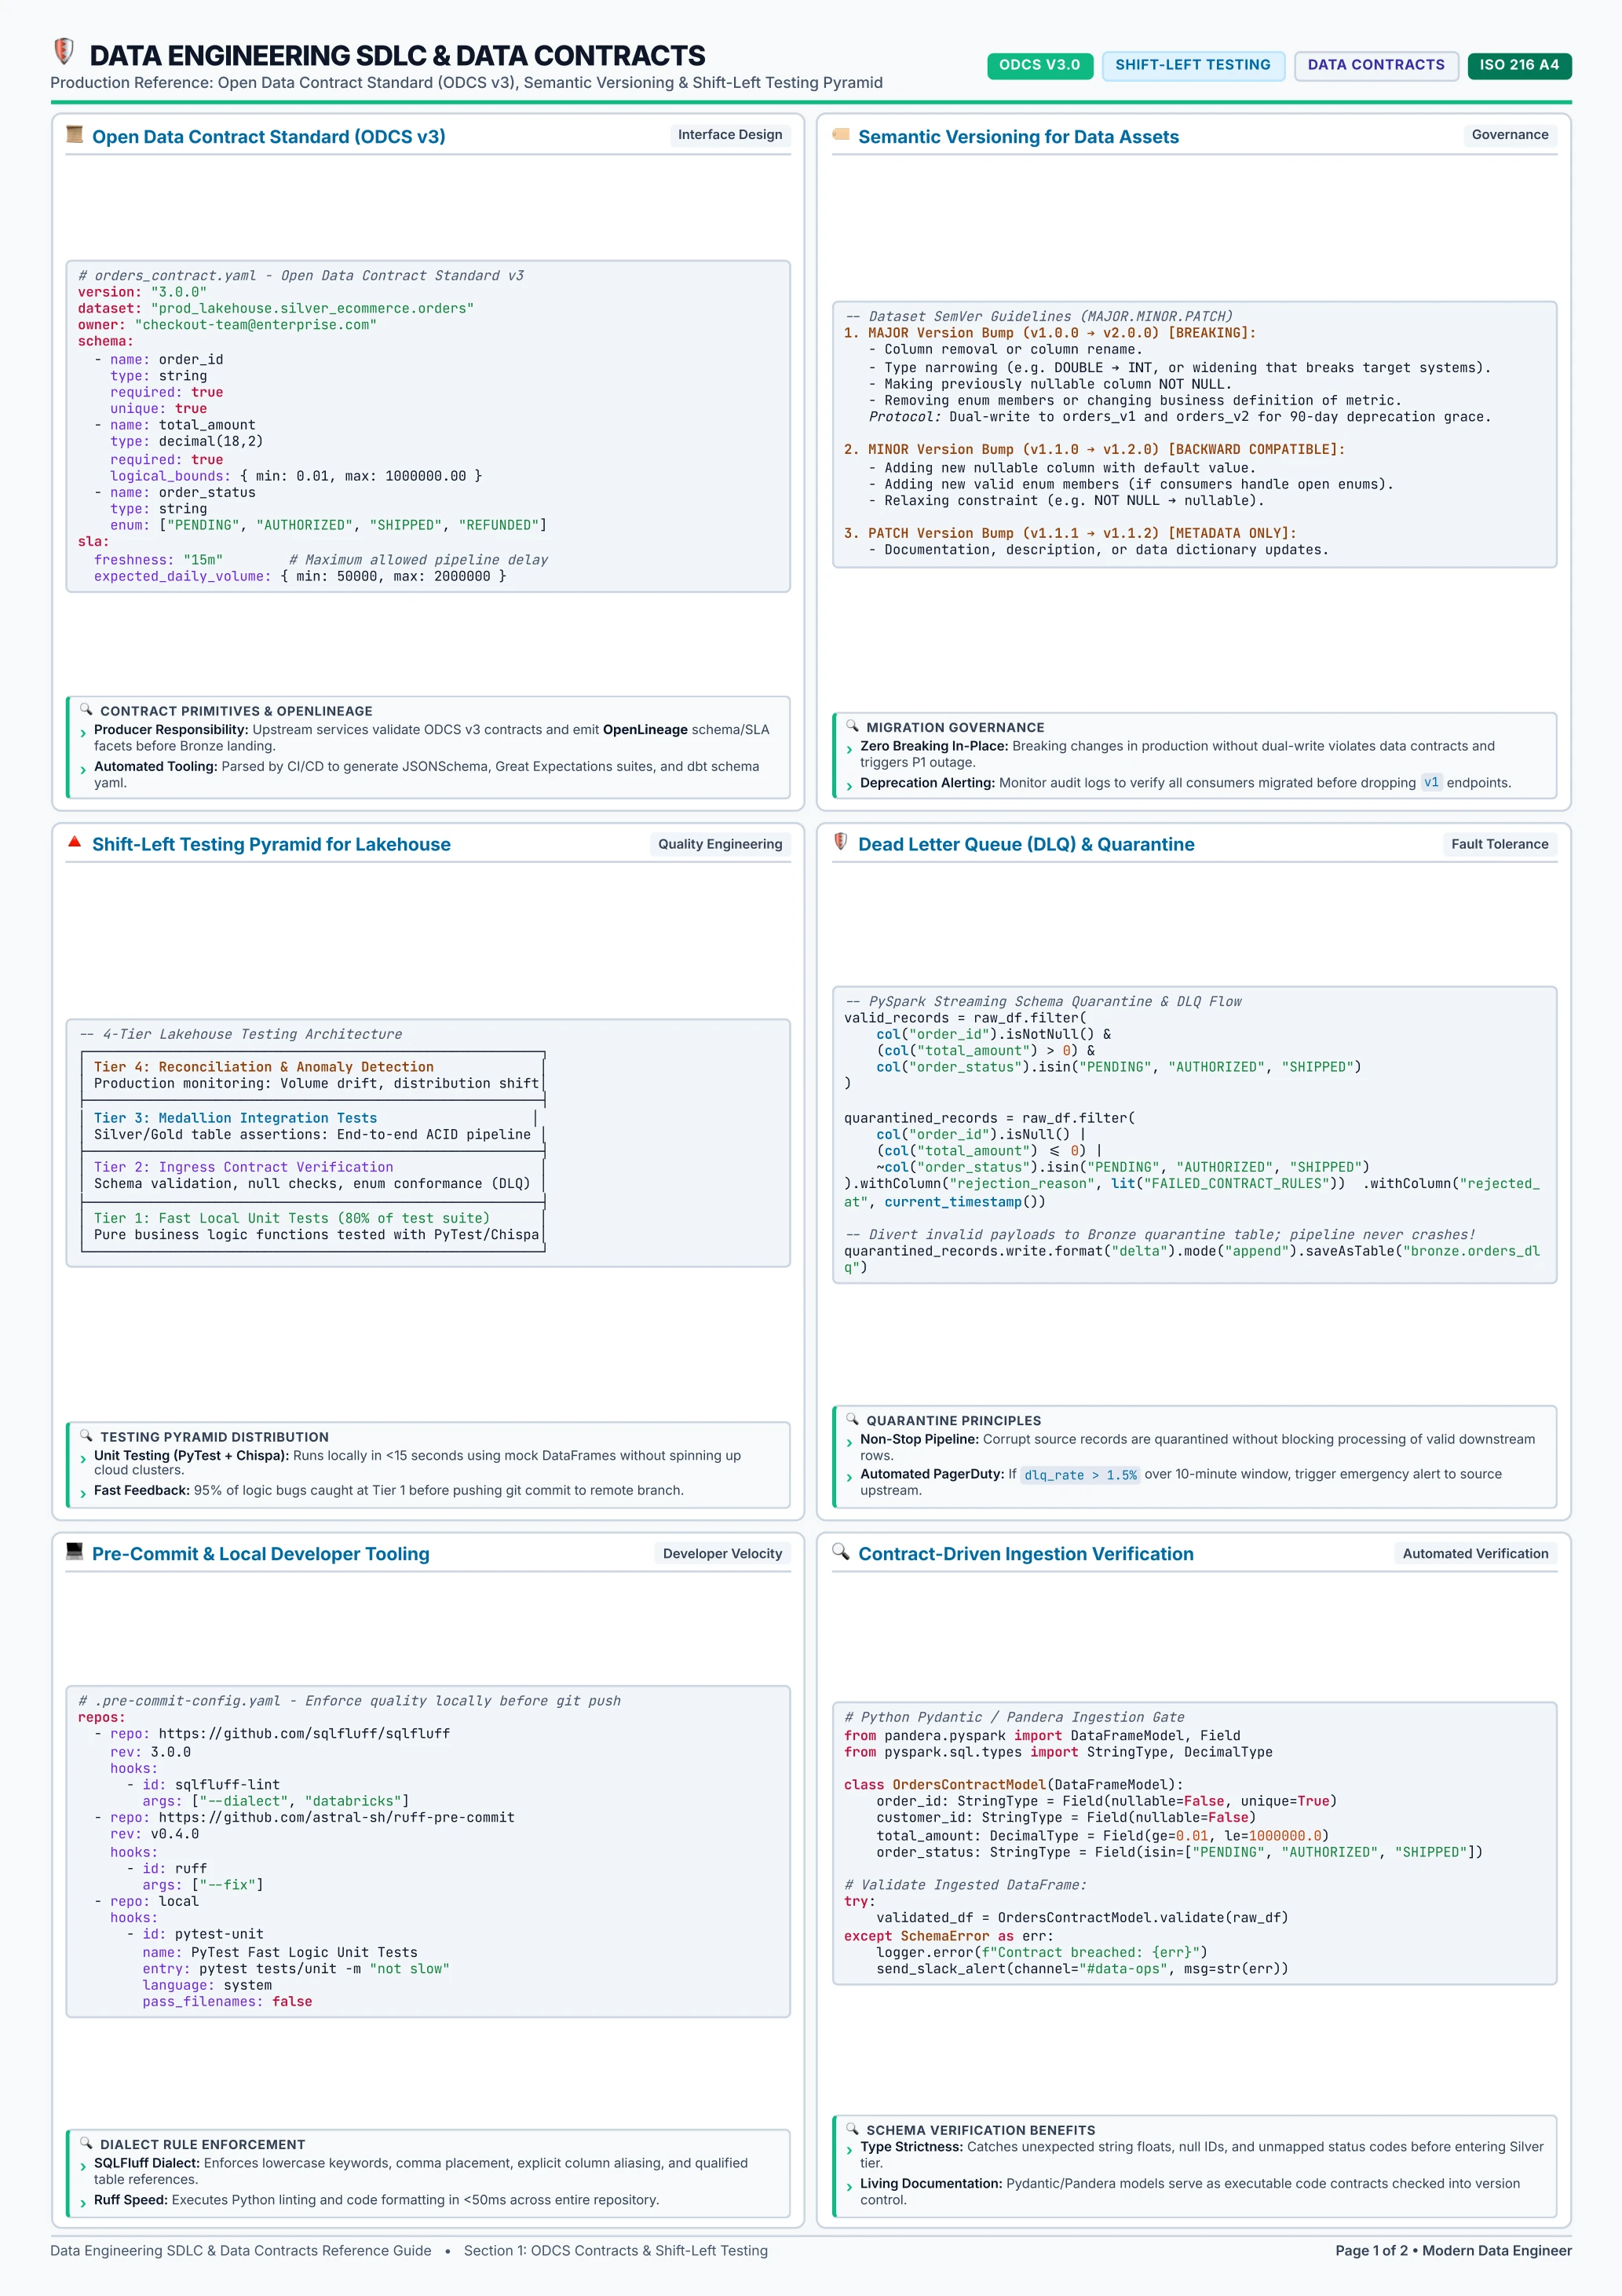 DATA ENGINEERING SDLC & DATA CONTRACTS
Production Reference: Open Data Contract Standard (ODCS v3), Semantic Versioning & Shift-Left Testing Pyramid
ODCS V3.0
SHIFT-LEFT TESTING
DATA CONTRACTS
ISO 216 A4
Open Data Contract Standard (ODCS v3)
Interface Design
# orders_contract.yaml - Open Data Contract Standard v3
version: "3.0.0"
dataset: "prod_lakehouse.silver_ecommerce.orders"
owner: "checkout-team@enterprise.com"
schema:
  - name: order_id
    type: string
    required: true
    unique: true
  - name: total_amount
    type: decimal(18,2)
    required: true
    logical_bounds: { min: 0.01, max: 1000000.00 }
  - name: order_status
    type: string
    enum: ["PENDING", "AUTHORIZED", "SHIPPED", "REFUNDED"]
sla:
  freshness: "15m"        # Maximum allowed pipeline delay
  expected_daily_volume: { min: 50000, max: 2000000 }
CONTRACT PRIMITIVES & OPENLINEAGE
› Producer Responsibility: Upstream services validate ODCS v3 contracts and emit OpenLineage schema/SLA
facets before Bronze landing.
› Automated Tooling: Parsed by CI/CD to generate JSONSchema, Great Expectations suites, and dbt schema
yaml.
Semantic Versioning for Data Assets
Governance
-- Dataset SemVer Guidelines (MAJOR.MINOR.PATCH)
1. MAJOR Version Bump (v1.0.0 → v2.0.0) [BREAKING]:
   - Column removal or column rename.
   - Type narrowing (e.g. DOUBLE → INT, or widening that breaks target systems).
   - Making previously nullable column NOT NULL.
   - Removing enum members or changing business definition of metric.
   Protocol: Dual-write to orders_v1 and orders_v2 for 90-day deprecation grace.
2. MINOR Version Bump (v1.1.0 → v1.2.0) [BACKWARD COMPATIBLE]:
   - Adding new nullable column with default value.
   - Adding new valid enum members (if consumers handle open enums).
   - Relaxing constraint (e.g. NOT NULL → nullable).
3. PATCH Version Bump (v1.1.1 → v1.1.2) [METADATA ONLY]:
   - Documentation, description, or data dictionary updates.
MIGRATION GOVERNANCE
› Zero Breaking In-Place: Breaking changes in production without dual-write violates data contracts and
triggers P1 outage.
› Deprecation Alerting: Monitor audit logs to verify all consumers migrated before dropping v1 endpoints.
Shift-Left Testing Pyramid for Lakehouse
Quality Engineering
-- 4-Tier Lakehouse Testing Architecture
Tier 4: Reconciliation & Anomaly Detection
Production monitoring: Volume drift, distribution shift
Tier 3: Medallion Integration Tests
Silver/Gold table assertions: End-to-end ACID pipeline
Tier 2: Ingress Contract Verification
Schema validation, null checks, enum conformance (DLQ)
Tier 1: Fast Local Unit Tests (80% of test suite)
Pure business logic functions tested with PyTest/Chispa
TESTING PYRAMID DISTRIBUTION
› Unit Testing (PyTest + Chispa): Runs locally in <15 seconds using mock DataFrames without spinning up
cloud clusters.
› Fast Feedback: 95% of logic bugs caught at Tier 1 before pushing git commit to remote branch.
Dead Letter Queue (DLQ) & Quarantine
Fault Tolerance
-- PySpark Streaming Schema Quarantine & DLQ Flow
valid_records = raw_df.filter(
    col("order_id").isNotNull() &
    (col("total_amount") > 0) &
    col("order_status").isin("PENDING", "AUTHORIZED", "SHIPPED")
)
quarantined_records = raw_df.filter(
    col("order_id").isNull() |
    (col("total_amount") <= 0) |
    ~col("order_status").isin("PENDING", "AUTHORIZED", "SHIPPED")
).withColumn("rejection_reason", lit("FAILED_CONTRACT_RULES"))  .withColumn("rejected_
at", current_timestamp())
-- Divert invalid payloads to Bronze quarantine table; pipeline never crashes!
quarantined_records.write.format("delta").mode("append").saveAsTable("bronze.orders_dl
q")
QUARANTINE PRINCIPLES
› Non-Stop Pipeline: Corrupt source records are quarantined without blocking processing of valid downstream
rows.
› Automated PagerDuty: If dlq_rate > 1.5% over 10-minute window, trigger emergency alert to source
upstream.
Pre-Commit & Local Developer Tooling
Developer Velocity
# .pre-commit-config.yaml - Enforce quality locally before git push
repos:
  - repo: https://github.com/sqlfluff/sqlfluff
    rev: 3.0.0
    hooks:
      - id: sqlfluff-lint
        args: ["--dialect", "databricks"]
  - repo: https://github.com/astral-sh/ruff-pre-commit
    rev: v0.4.0
    hooks:
      - id: ruff
        args: ["--fix"]
  - repo: local
    hooks:
      - id: pytest-unit
        name: PyTest Fast Logic Unit Tests
        entry: pytest tests/unit -m "not slow"
        language: system
        pass_filenames: false
DIALECT RULE ENFORCEMENT
› SQLFluff Dialect: Enforces lowercase keywords, comma placement, explicit column aliasing, and qualified
table references.
› Ruff Speed: Executes Python linting and code formatting in <50ms across entire repository.
Contract-Driven Ingestion Verification
Automated Verification
# Python Pydantic / Pandera Ingestion Gate
from pandera.pyspark import DataFrameModel, Field
from pyspark.sql.types import StringType, DecimalType
class OrdersContractModel(DataFrameModel):
    order_id: StringType = Field(nullable=False, unique=True)
    customer_id: StringType = Field(nullable=False)
    total_amount: DecimalType = Field(ge=0.01, le=1000000.0)
    order_status: StringType = Field(isin=["PENDING", "AUTHORIZED", "SHIPPED"])
# Validate Ingested DataFrame:
try:
    validated_df = OrdersContractModel.validate(raw_df)
except SchemaError as err:
    logger.error(f"Contract breached: {err}")
    send_slack_alert(channel="#data-ops", msg=str(err))
SCHEMA VERIFICATION BENEFITS
› Type Strictness: Catches unexpected string floats, null IDs, and unmapped status codes before entering Silver
tier.
› Living Documentation: Pydantic/Pandera models serve as executable code contracts checked into version
control.
Data Engineering SDLC & Data Contracts Reference Guide • Section 1: ODCS Contracts & Shift-Left Testing
Page 1 of 2 • Modern Data Engineer